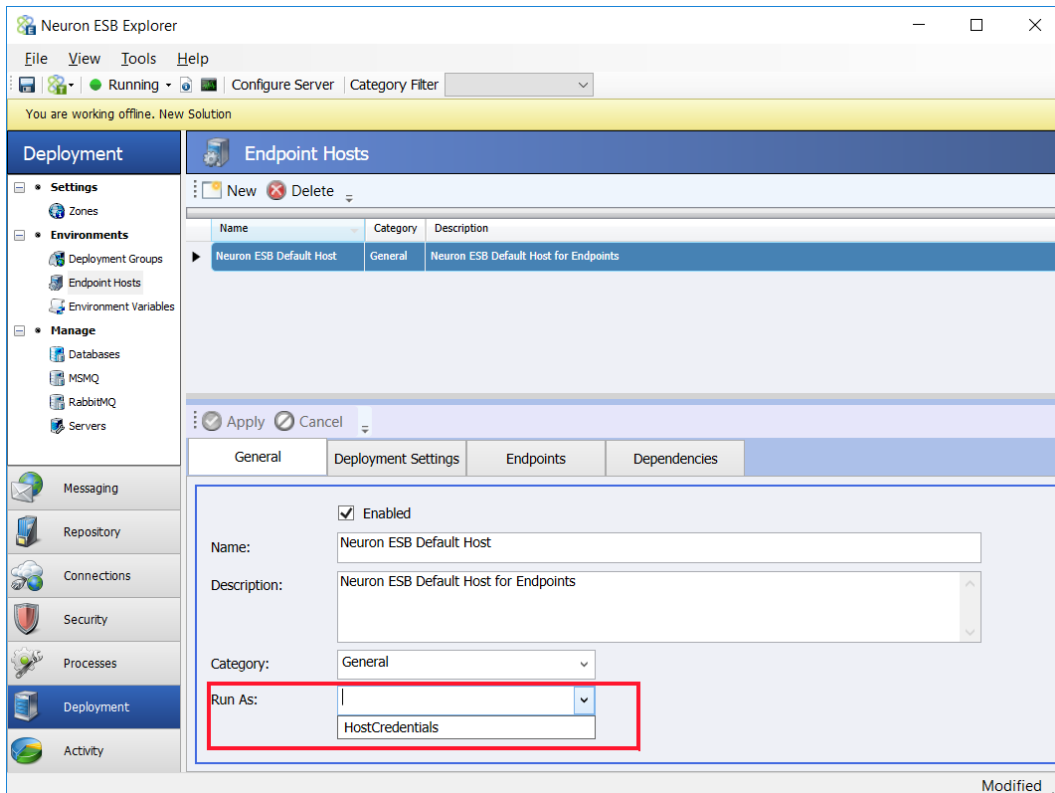 Neuron ESB Explorer
File View Tools Help
Running Configure Server Category Filter
You are working offline. New Solution
Deployment
Settings
Zones
Environments
Deployment Groups
Endpoint Hosts
Environment Variables
Manage
Databases
MSMQ
RabbitMQ
Servers
Messaging
Repository
Connections
Security
Processes
Deployment
Activity
Endpoint Hosts
New Delete
Name Category Description
Neuron ESB Default Host General Neuron ESB Default Host for Endpoints
Apply Cancel
General Deployment Settings Endpoints Dependencies
Enabled
Name: Neuron ESB Default Host
Description: Neuron ESB Default Host for Endpoints
Category: General
Run As:
HostCredentials
Modified